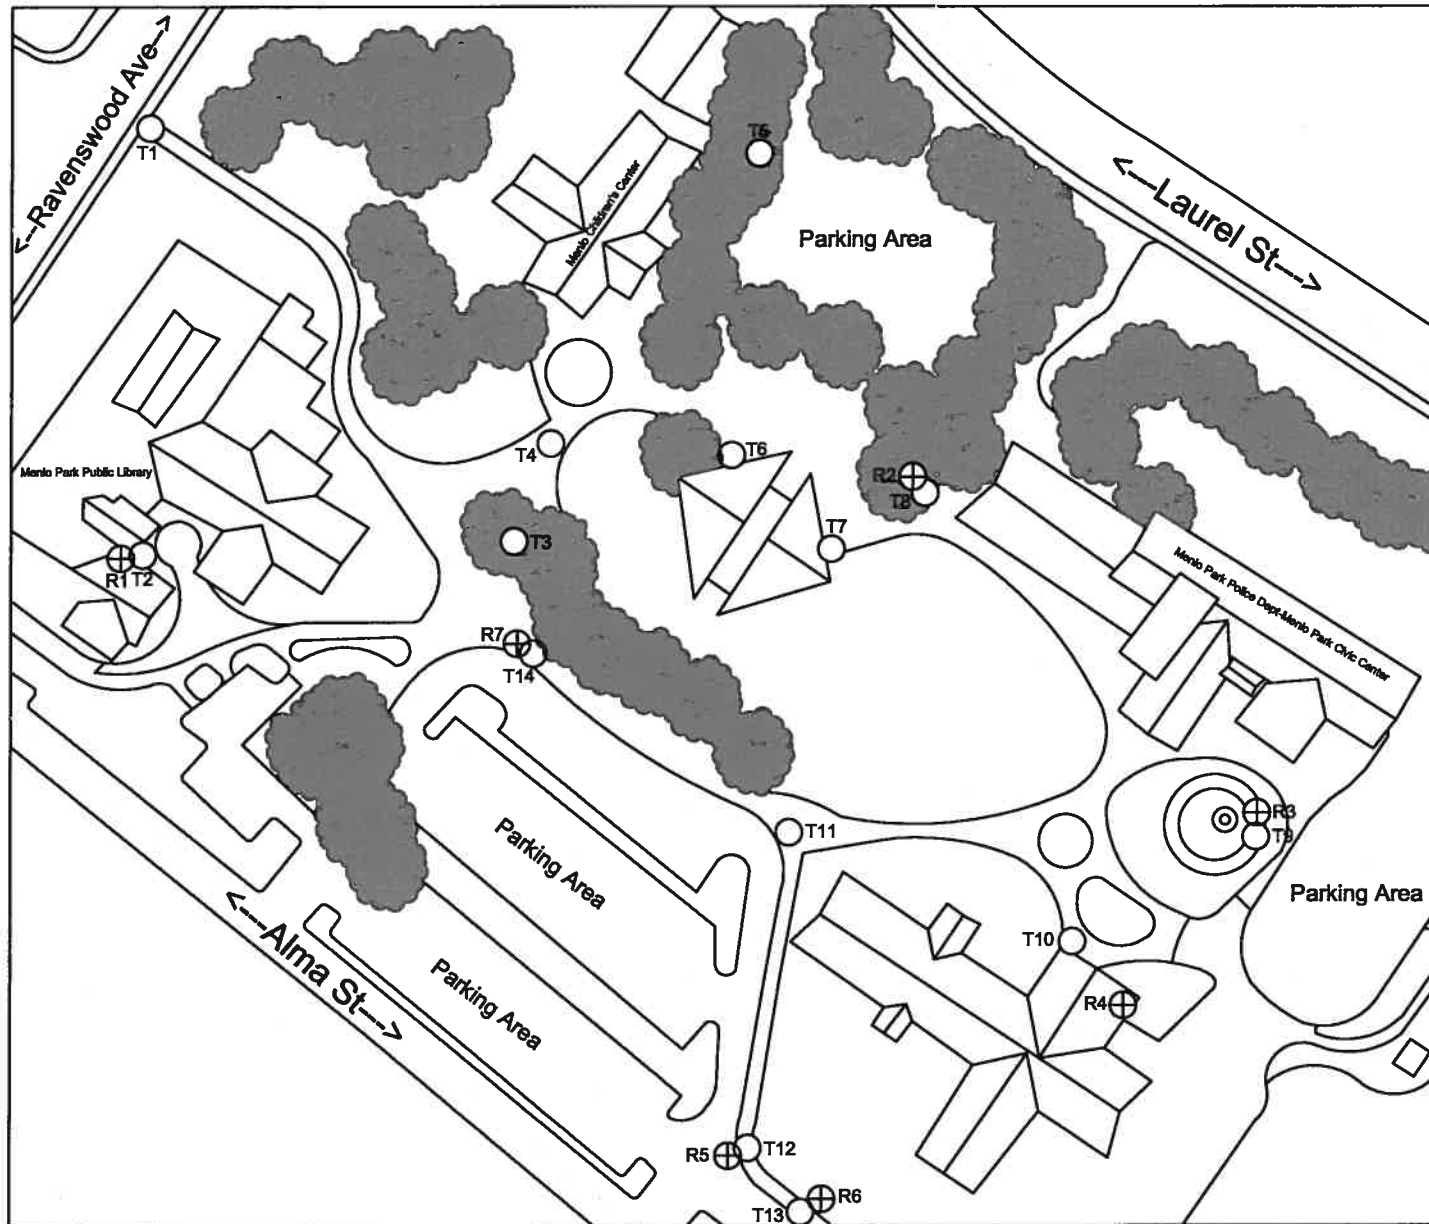 <---Ravenswood Ave-->
T1
T5
Menlo Children's Center
Parking Area
<---Laurel St--->
T4
T6
Menlo Park Public Library
R2
T8
T7
T3
R1
T2
Menlo Park Police Dept-Menlo Park Civic Center
R7
T14
R3
T9
T11
Parking Area
Parking Area
<---Alma St--->
Parking Area
T10
R4
R5
T12
R6
T13